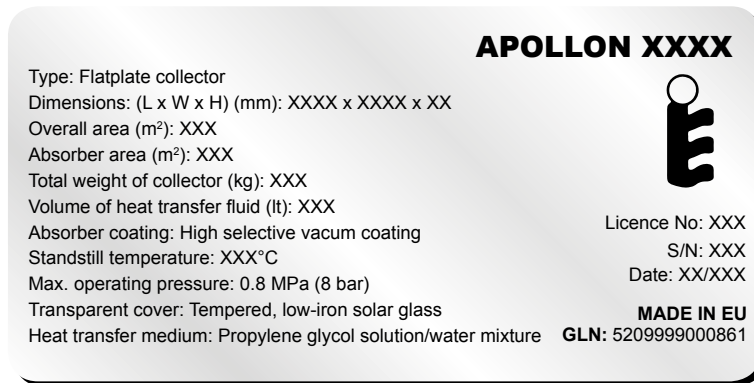 APOLLON XXXX
Type: Flatplate collector
Dimensions: (L x W x H) (mm): XXXX x XXXX x XX
Overall area (m²): XXX
Absorber area (m²): XXX
Total weight of collector (kg): XXX
Volume of heat transfer fluid (lt): XXX
Absorber coating: High selective vacum coating
Standstill temperature: XXX°C
Max. operating pressure: 0.8 MPa (8 bar)
Transparent cover: Tempered, low-iron solar glass
Heat transfer medium: Propylene glycol solution/water mixture
Licence No: XXX
S/N: XXX
Date: XX/XXX
MADE IN EU
GLN: 5209999000861